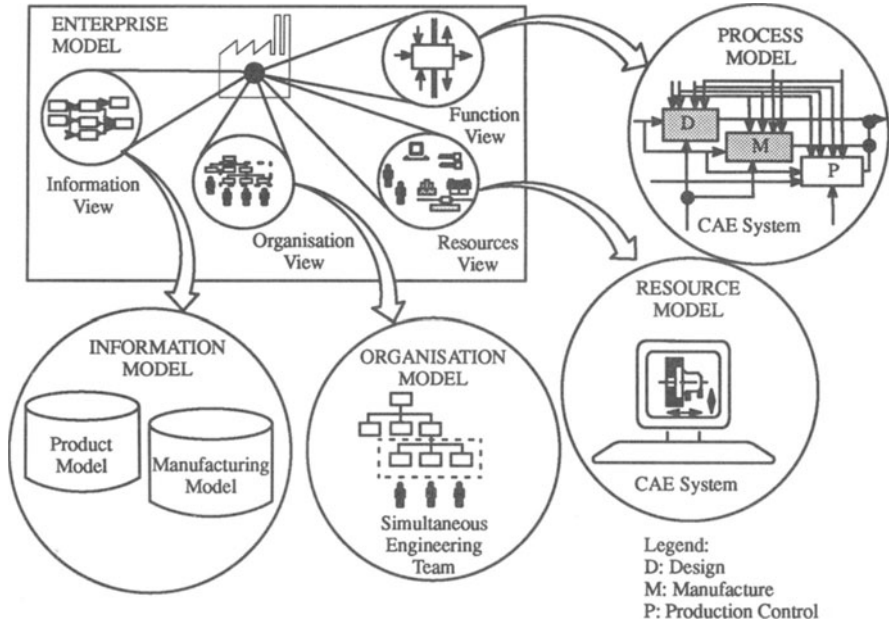 ENTERPRISE
MODEL
Information
View
Organisation
View
Function
View
Resources
View
PROCESS
MODEL
D
M
P
CAE System
INFORMATION
MODEL
Product
Model
Manufacturing
Model
ORGANISATION
MODEL
Simultaneous
Engineering
Team
RESOURCE
MODEL
CAE System
Legend:
D: Design
M: Manufacture
P: Production Control